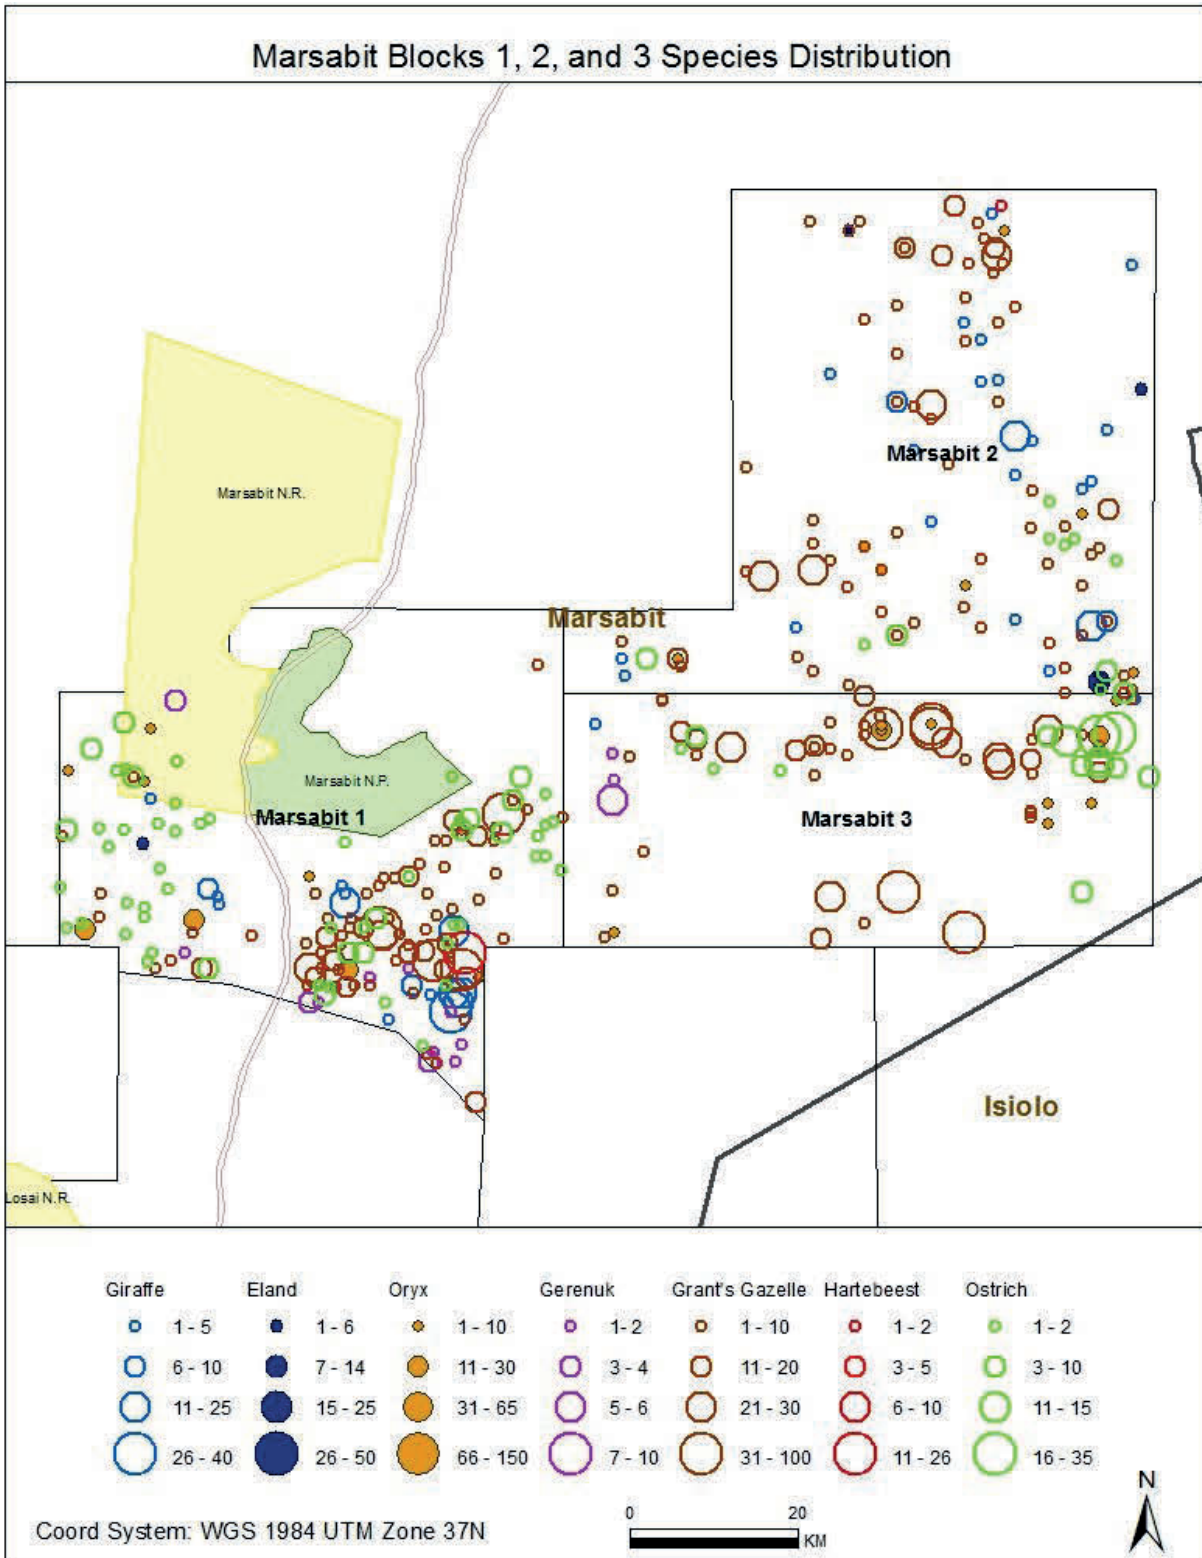 Marsabit Blocks 1, 2, and 3 Species Distribution
Marsabit 2
Marsabit N.R.
Marsabit
Marsabit N.P.
Marsabit 1
Marsabit 3
Isiolo
Losai N.R.
Giraffe Eland Oryx Gerenuk Grant's Gazelle Hartebeest Ostrich
1 - 5 1 - 6 1 - 10 1 - 2 1 - 10 1 - 2 1 - 2
6 - 10 7 - 14 11 - 30 3 - 4 11 - 20 3 - 5 3 - 10
11 - 25 15 - 25 31 - 65 5 - 6 21 - 30 6 - 10 11 - 15
26 - 40 26 - 50 66 - 150 7 - 10 31 - 100 11 - 26 16 - 35
N
0 20
KM
Coord System: WGS 1984 UTM Zone 37N